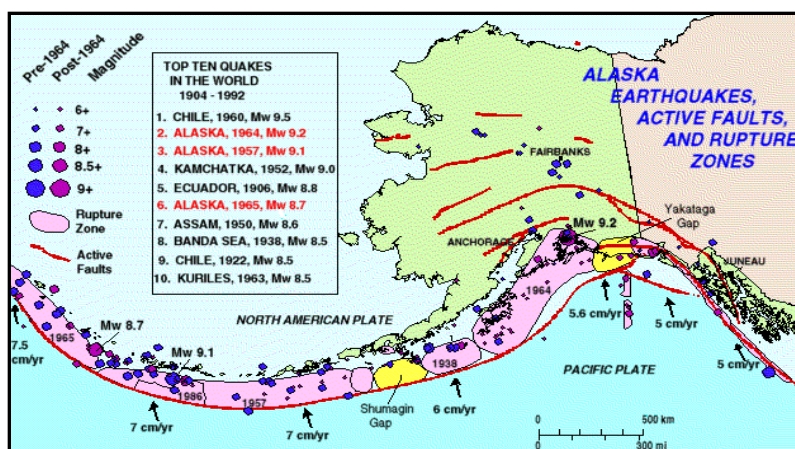 Pre-1964
Post-1964
Magnitude
6+
7+
8+
8.5+
9+
Rupture
Zone
Active
Faults
TOP TEN QUAKES
IN THE WORLD
1904 - 1992
1. CHILE, 1960, Mw 9.5
2. ALASKA, 1964, Mw 9.2
3. ALASKA, 1957, Mw 9.1
4. KAMCHATKA, 1952, Mw 9.0
5. ECUADOR, 1906, Mw 8.8
6. ALASKA, 1965, Mw 8.7
7. ASSAM, 1950, Mw 8.6
8. BANDA SEA, 1938, Mw 8.5
9. CHILE, 1922, Mw 8.5
10. KURILES, 1963, Mw 8.5
ALASKA
EARTHQUAKES,
ACTIVE FAULTS,
AND RUPTURE
ZONES
FAIRBANKS
Yakataga
Gap
Mw 9.2
ANCHORAGE
JUNEAU
1964
5.6 cm/yr
5 cm/yr
5 cm/yr
NORTH AMERICAN PLATE
PACIFIC PLATE
7.5
cm/yr
1965
Mw 8.7
Mw 9.1
1986
1957
1938
Shumagin
Gap
7 cm/yr
7 cm/yr
6 cm/yr
0
500 km
0
300 mi